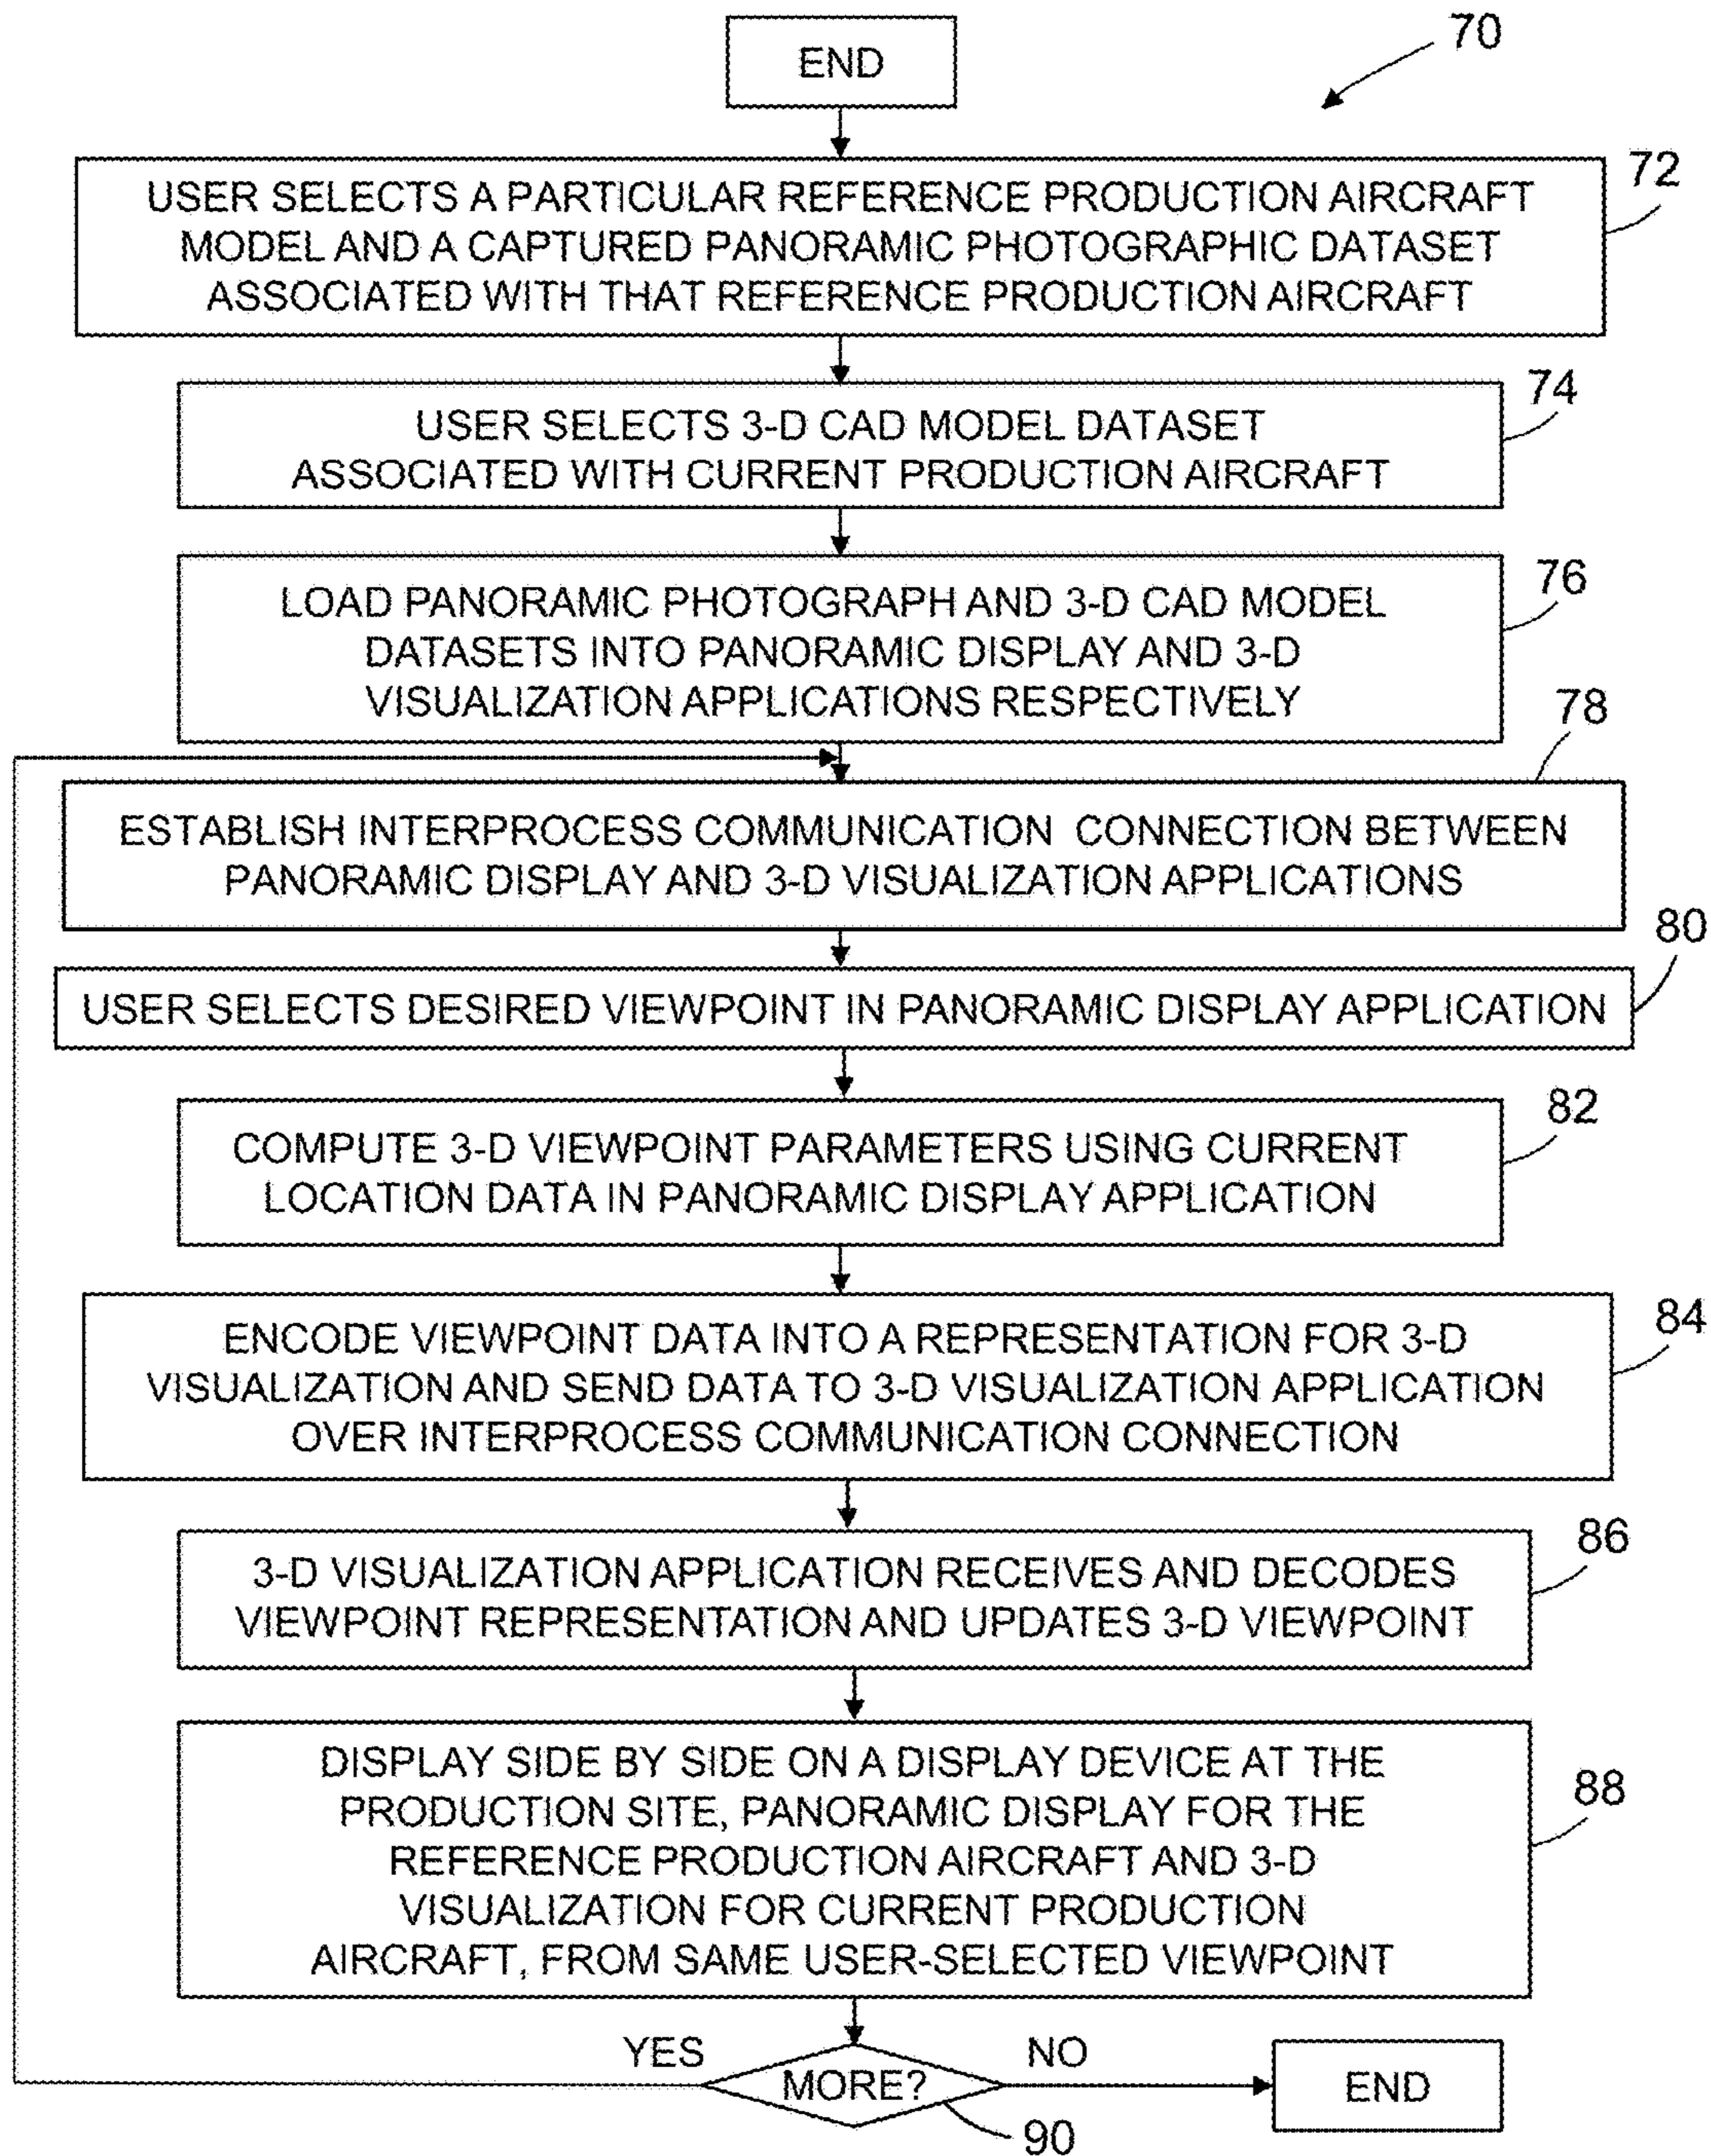 END
70
USER SELECTS A PARTICULAR REFERENCE PRODUCTION AIRCRAFT
MODEL AND A CAPTURED PANORAMIC PHOTOGRAPHIC DATASET
ASSOCIATED WITH THAT REFERENCE PRODUCTION AIRCRAFT
72
USER SELECTS 3-D CAD MODEL DATASET
ASSOCIATED WITH CURRENT PRODUCTION AIRCRAFT
74
LOAD PANORAMIC PHOTOGRAPH AND 3-D CAD MODEL
DATASETS INTO PANORAMIC DISPLAY AND 3-D
VISUALIZATION APPLICATIONS RESPECTIVELY
76
ESTABLISH INTERPROCESS COMMUNICATION CONNECTION BETWEEN
PANORAMIC DISPLAY AND 3-D VISUALIZATION APPLICATIONS
78
USER SELECTS DESIRED VIEWPOINT IN PANORAMIC DISPLAY APPLICATION
80
COMPUTE 3-D VIEWPOINT PARAMETERS USING CURRENT
LOCATION DATA IN PANORAMIC DISPLAY APPLICATION
82
ENCODE VIEWPOINT DATA INTO A REPRESENTATION FOR 3-D
VISUALIZATION AND SEND DATA TO 3-D VISUALIZATION APPLICATION
OVER INTERPROCESS COMMUNICATION CONNECTION
84
3-D VISUALIZATION APPLICATION RECEIVES AND DECODES
VIEWPOINT REPRESENTATION AND UPDATES 3-D VIEWPOINT
86
DISPLAY SIDE BY SIDE ON A DISPLAY DEVICE AT THE
PRODUCTION SITE, PANORAMIC DISPLAY FOR THE
REFERENCE PRODUCTION AIRCRAFT AND 3-D
VISUALIZATION FOR CURRENT PRODUCTION
AIRCRAFT, FROM SAME USER-SELECTED VIEWPOINT
88
YES
MORE?
NO
END
90